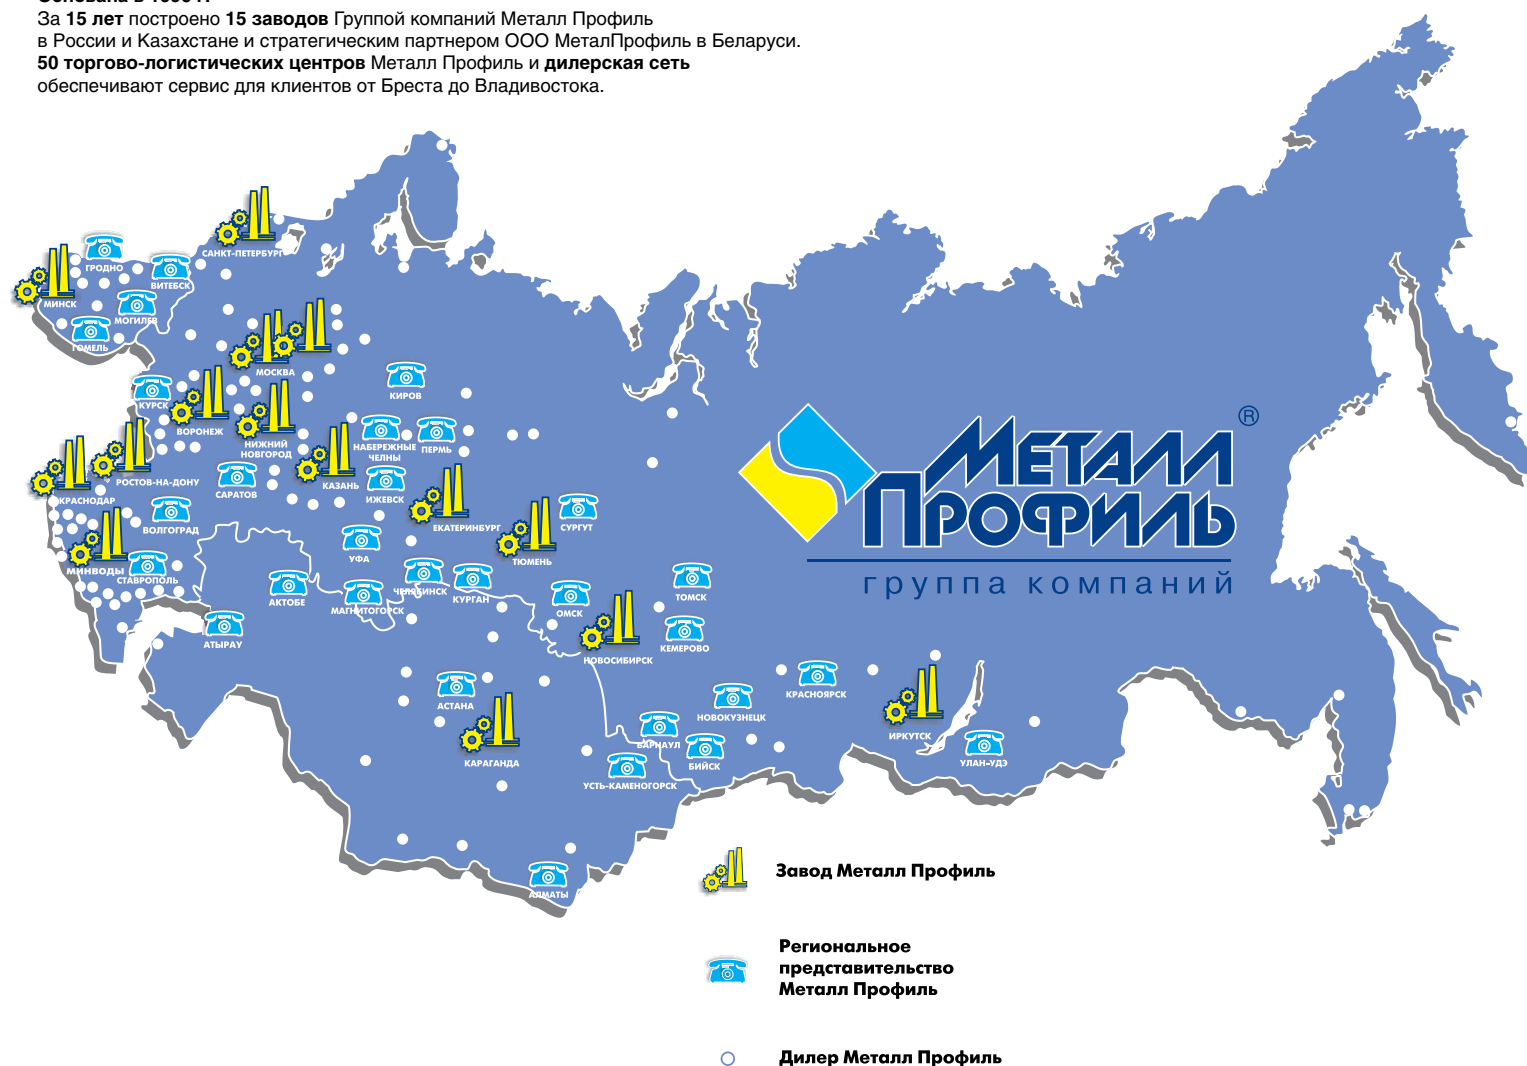 За 15 лет построено 15 заводов Группой компаний Металл Профиль
в России и Казахстане и стратегическим партнером ООО МеталПрофиль в Беларуси.
50 торгово-логистических центров Металл Профиль и дилерская сеть
обеспечивают сервис для клиентов от Бреста до Владивостока.
САНКТ-ПЕТЕРБУРГ
ГРОДНО
ВИТЕБСК
МИНСК
МОГИЛЕВ
ГОМЕЛЬ
МОСКВА
КИРОВ
КУРСК
ВОРОНЕЖ
НИЖНИЙ
НОВГОРОД
НАБЕРЕЖНЫЕ
ЧЕЛНЫ
ПЕРМЬ
РОСТОВ-НА-ДОНУ
КАЗАНЬ
САРАТОВ
ИЖЕВСК
КРАСНОДАР
ВОЛГОГРАД
ЕКАТЕРИНБУРГ
СУРГУТ
УФА
ТЮМЕНЬ
МИНВОДЫ
СТАВРОПОЛЬ
ЧЕЛЯБИНСК
КУРГАН
АКТОБЕ
МАГНИТОГОРСК
ОМСК
ТОМСК
АТЫРАУ
КЕМЕРОВО
НОВОСИБИРСК
КРАСНОЯРСК
АСТАНА
НОВОКУЗНЕЦК
ИРКУТСК
БАРНАУЛ
БИЙСК
УЛАН-УДЭ
КАРАГАНДА
УСТЬ-КАМЕНОГОРСК
АЛМАТЫ
МЕТАЛЛ ®
ПРОФИЛЬ
группа компаний
Завод Металл Профиль
Региональное
представительство
Металл Профиль
Дилер Металл Профиль